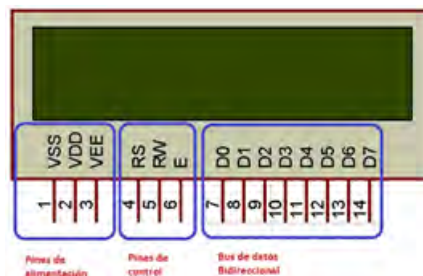 VSS
VDD
VEE
RS
RW
E
D0
D1
D2
D3
D4
D5
D6
D7
1
2
3
4
5
6
7
8
9
10
11
12
13
14
Pines de
alimentación
Pines de
control
Bus de datos
Bidireccional